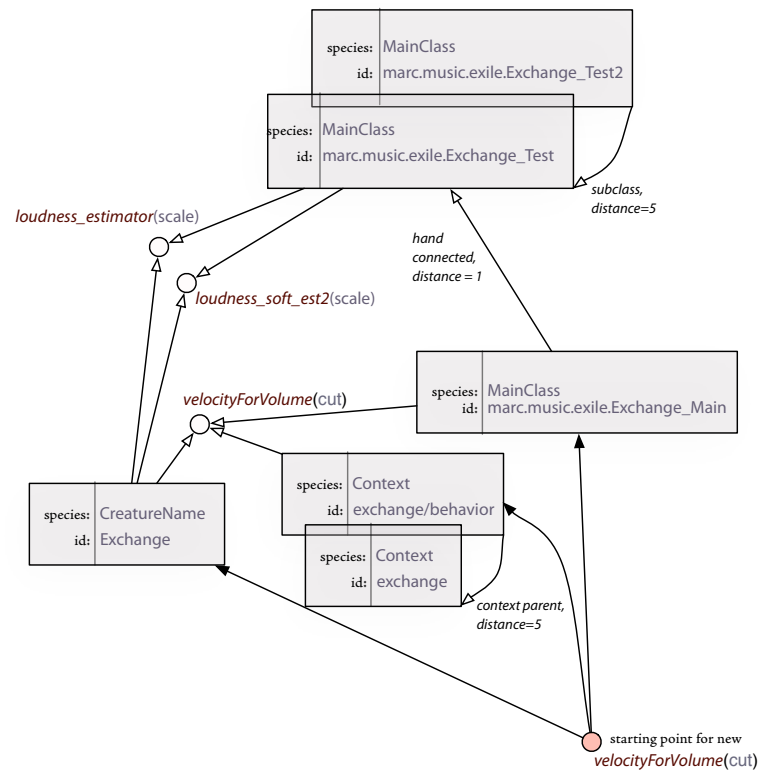 species: MainClass
id: marc.music.exile.Exchange_Test2
species: MainClass
id: marc.music.exile.Exchange_Test
subclass,
distance=5
loudness_estimator(scale)
hand
connected,
distance = 1
loudness_soft_est2(scale)
species: MainClass
id: marc.music.exile.Exchange_Main
velocityForVolume(cut)
species: Context
id: exchange/behavior
species: CreatureName
id: Exchange
species: Context
id: exchange
context parent,
distance=5
starting point for new
velocityForVolume(cut)